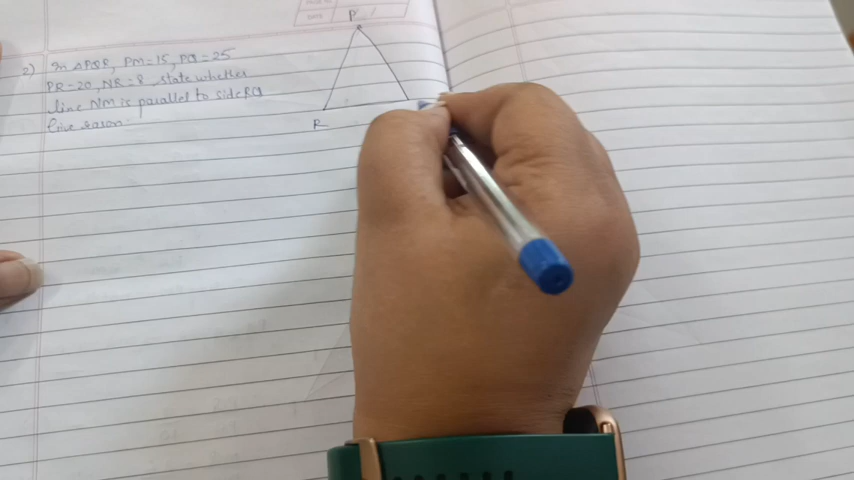 2) In △PQR, PM = 15, PQ = 25
PR = 20, NR = 8, state whether
line NM is parallel to side RQ
Give reason.
P
R